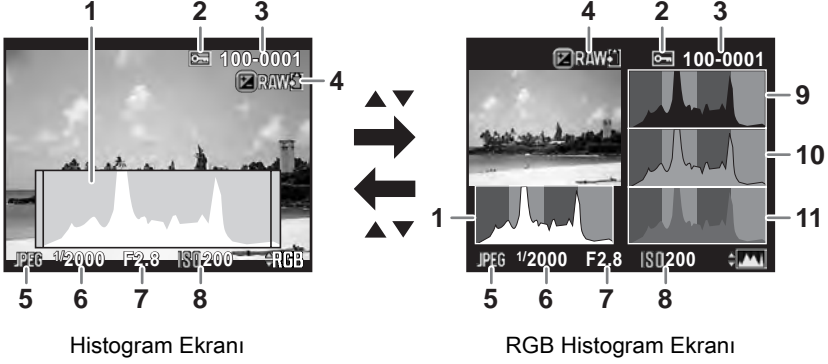 1 2 3
4 2 3
100-0001
RAW
4
RAW
100-0001
9
10
1
1
11
JPEG 1/2000 F2.8 ISO200 RGB
JPEG 1/2000 F2.8 ISO200
5 6 7 8
5 6 7 8
Histogram Ekranı
RGB Histogram Ekranı